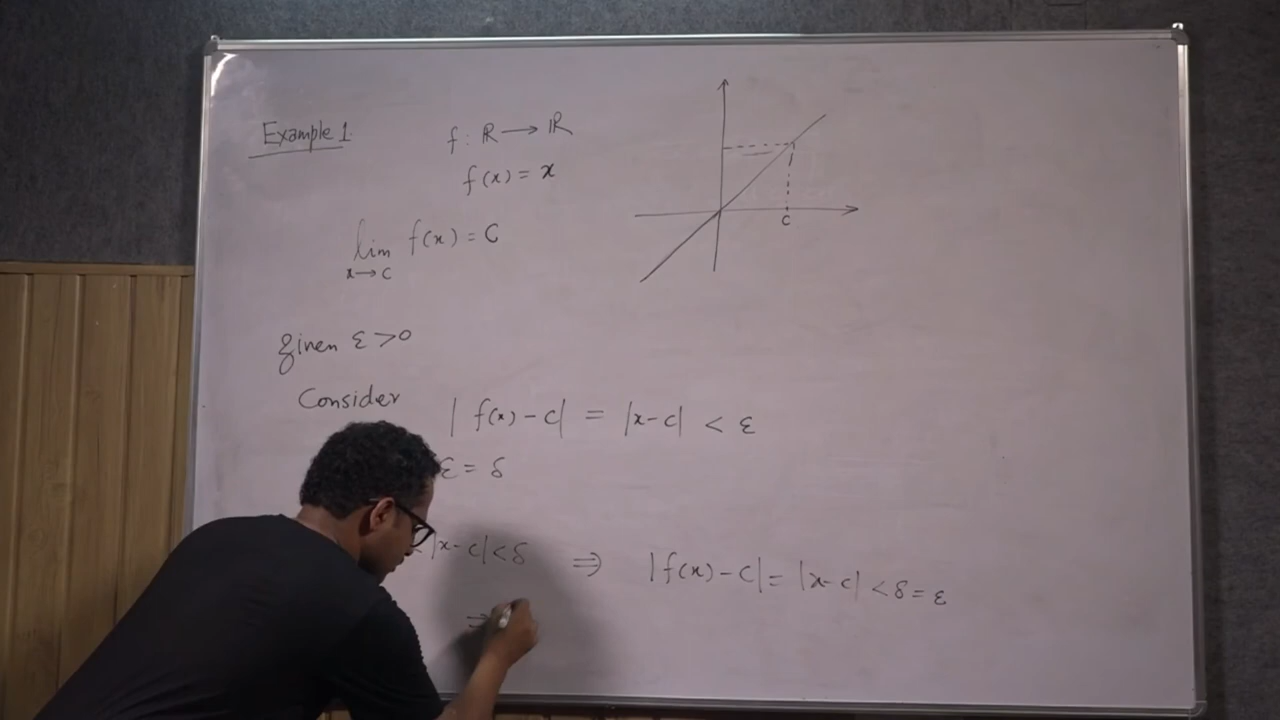 Example 1.
f : ℝ → ℝ
f(x) = x
lim f(x) = C
x→C
C
given ε > 0
Consider
|f(x) - c| = |x-c| < ε
ε = δ
<|x-c| < δ ⇒ |f(x) - c| = |x-c| < δ = ε
⇒